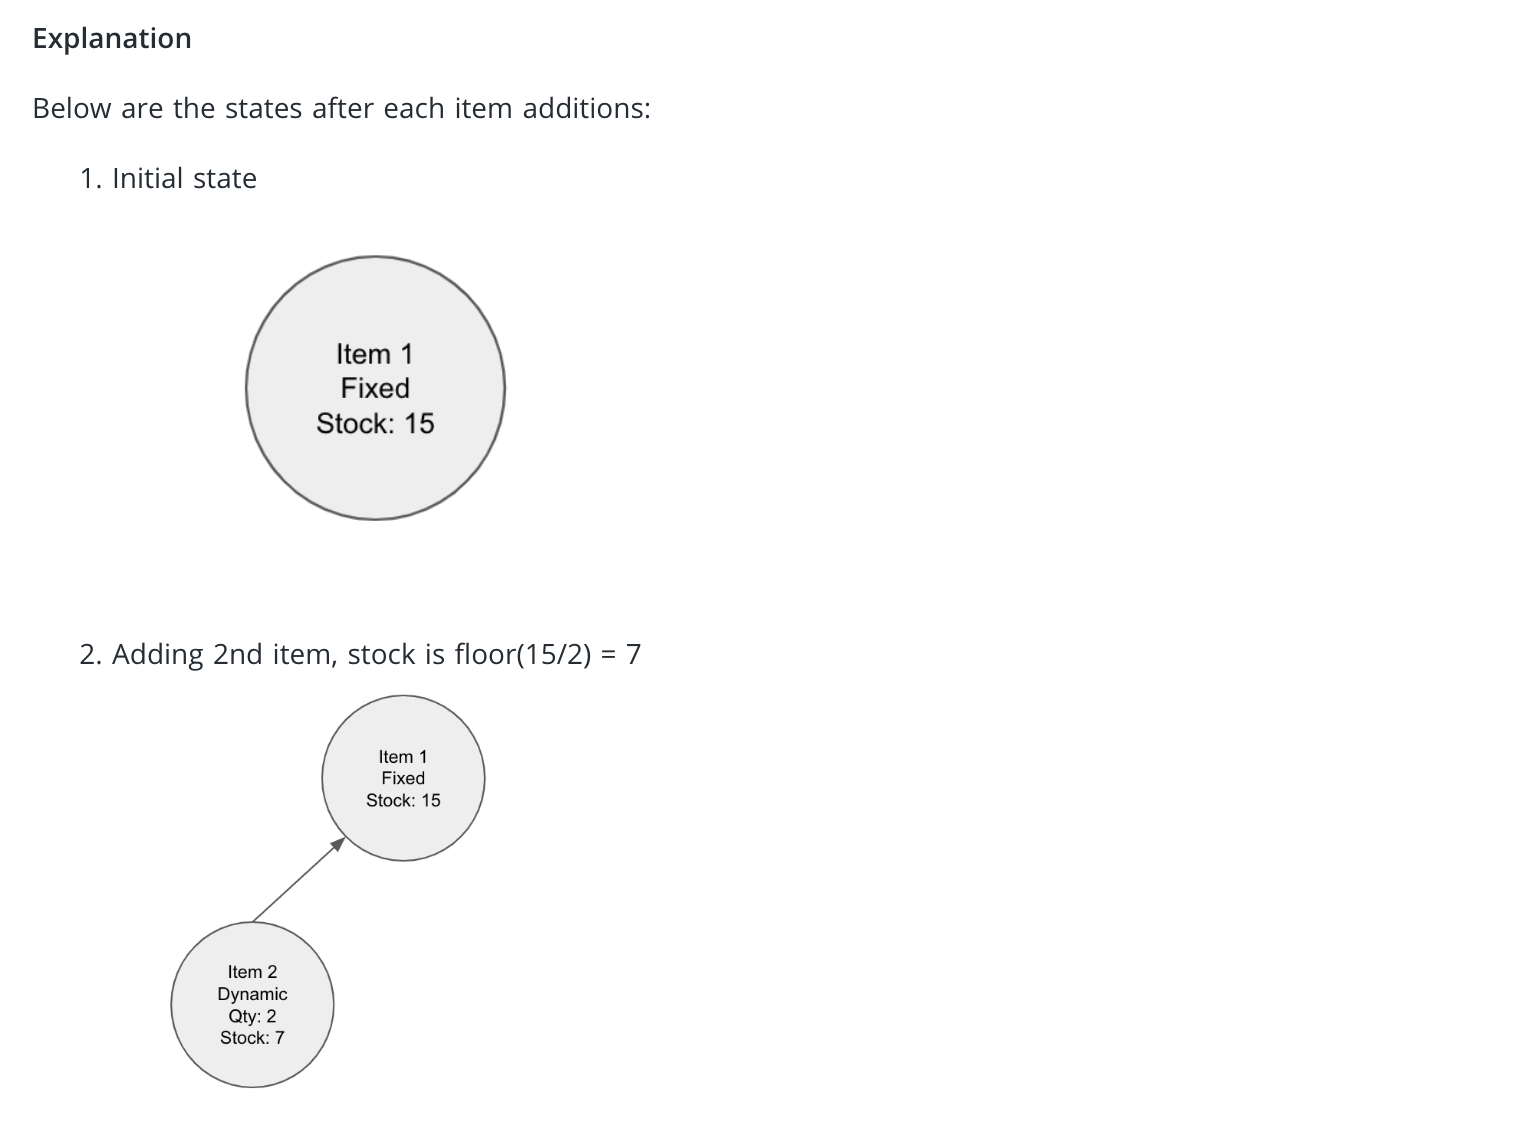 Explanation
Below are the states after each item additions:
1. Initial state
Item 1
Fixed
Stock: 15
2. Adding 2nd item, stock is floor(15/2) = 7
Item 1
Fixed
Stock: 15
Item 2
Dynamic
Qty: 2
Stock: 7